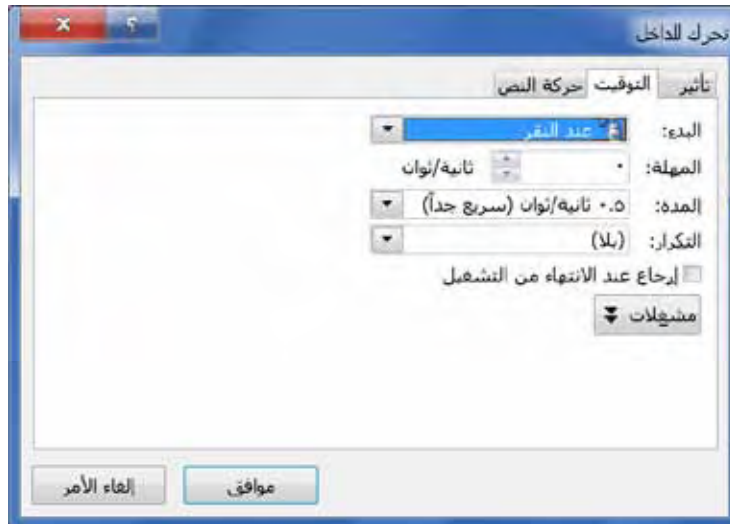 تحرك للداخل
تأثير التوقيت حركة النص
البدء: عند النقر
المهلة: ٠ ثانية/ثوان
المدة: ٠.٥ ثانية/ثوان (سريع جداً)
التكرار: (بلا)
إرجاع عند الانتهاء من التشغيل
مشغلات
موافق إلغاء الأمر